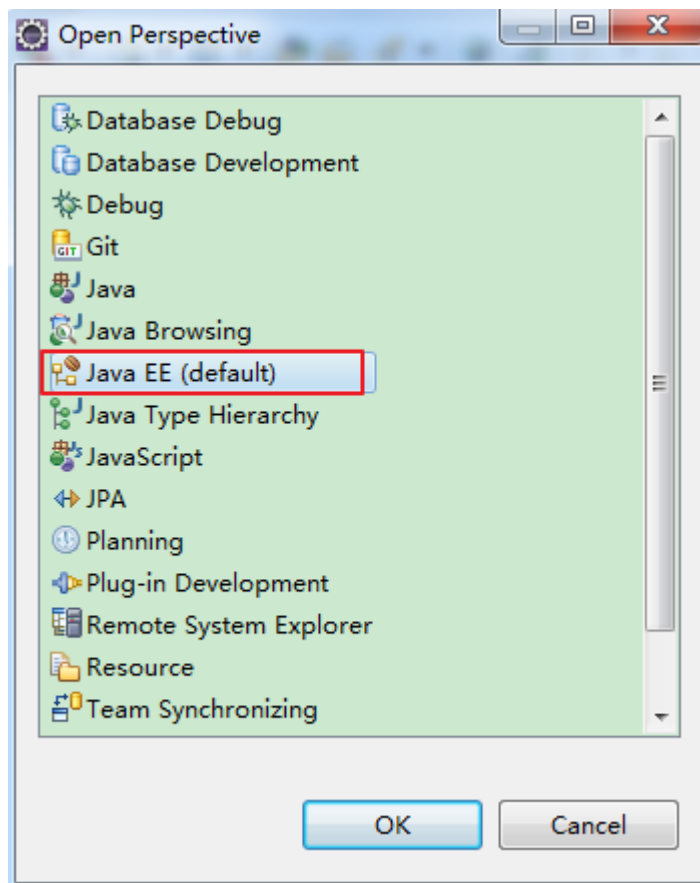 Open Perspective
Database Debug
Database Development
Debug
Git
Java
Java Browsing
Java EE (default)
Java Type Hierarchy
JavaScript
JPA
Planning
Plug-in Development
Remote System Explorer
Resource
Team Synchronizing
OK
Cancel